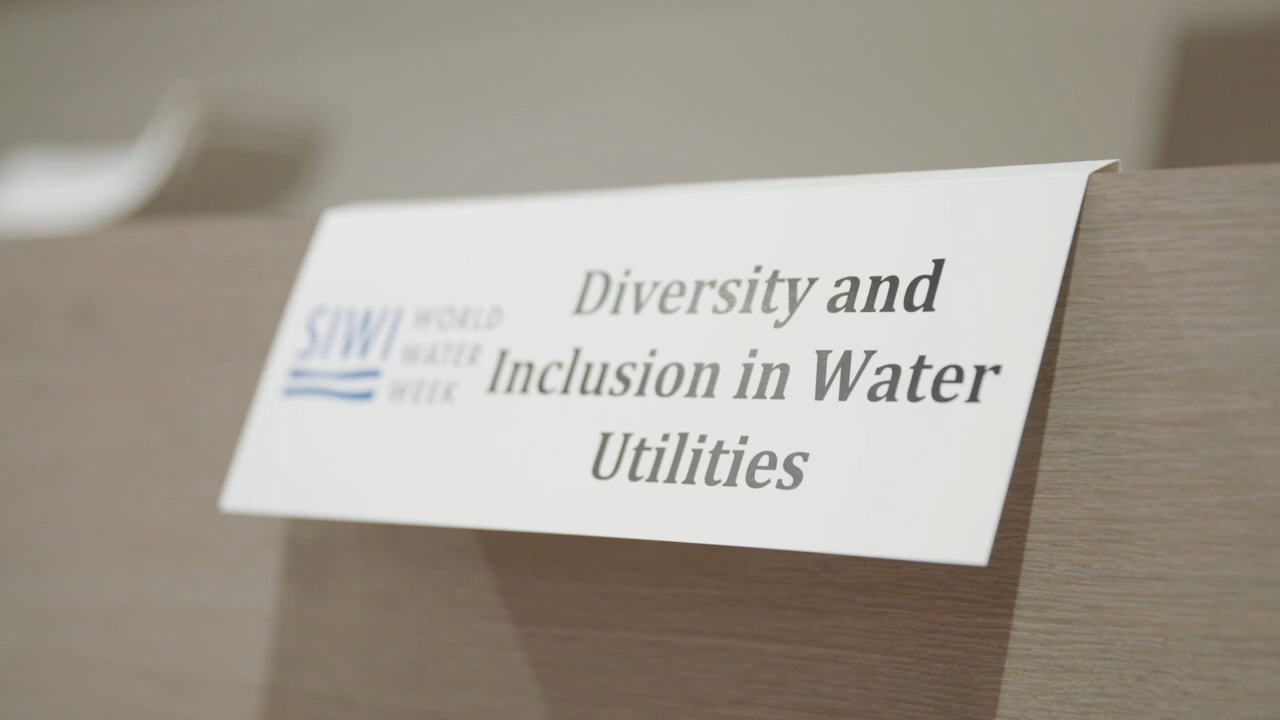 SIWI WORLD
WATER
WEEK
Diversity and
Inclusion in Water
Utilities